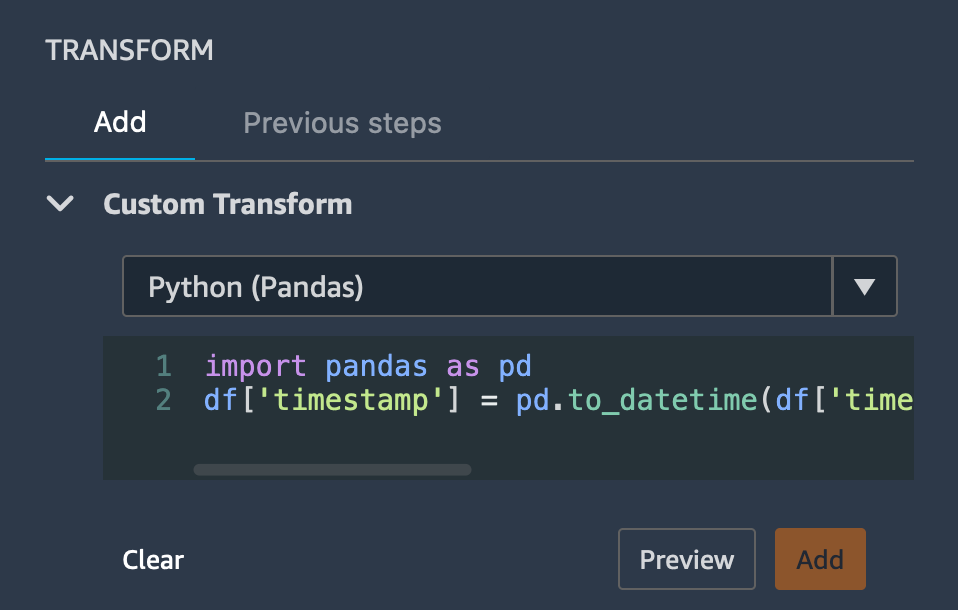 TRANSFORM
Add Previous steps
Custom Transform
Python (Pandas)
1 import pandas as pd
2 df['timestamp'] = pd.to_datetime(df['time
Clear Preview Add